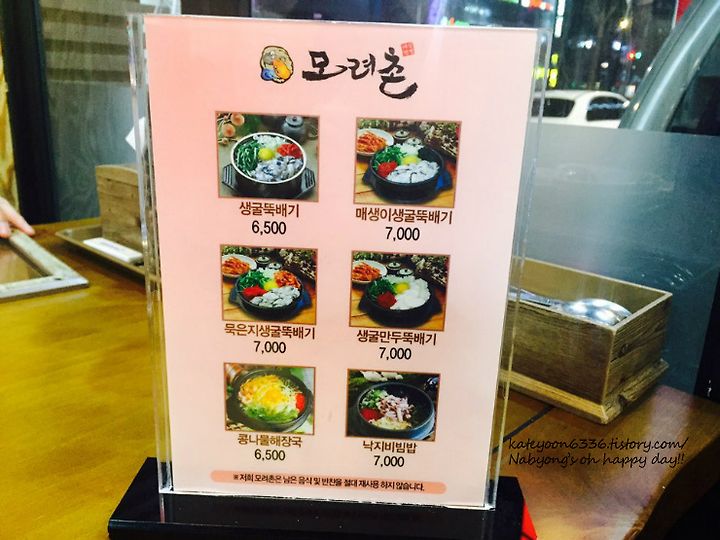 모려촌
생굴뚝배기
6,500
매생이생굴뚝배기
7,000
묵은지생굴뚝배기
7,000
생굴만두뚝배기
7,000
콩나물해장국
6,500
낙지비빔밥
7,000
※ 저희 모려촌은 남은 음식 및 반찬을 절대 재사용 하지 않습니다.
kateyoon6336.tistory.com/
Nabyong's oh happy day!!